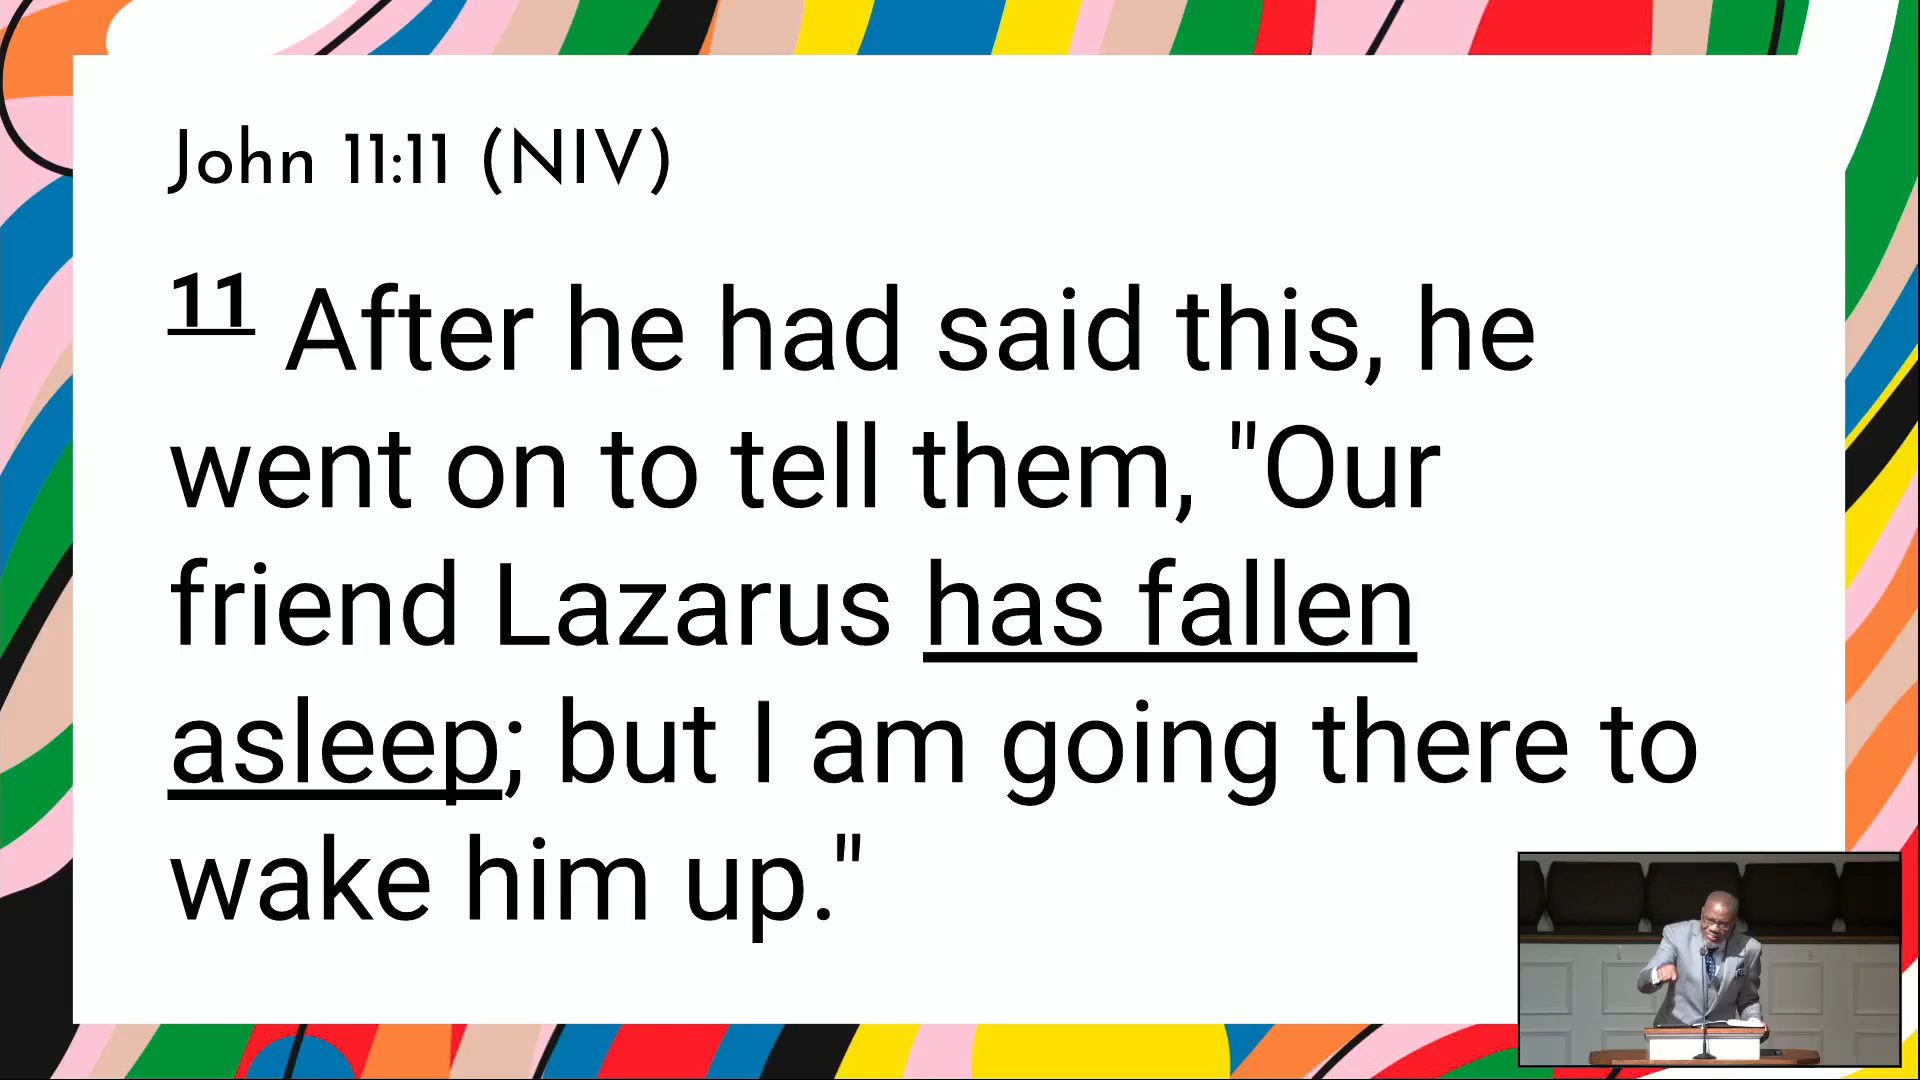 John 11:11 (NIV)
11 After he had said this, he
went on to tell them, "Our
friend Lazarus has fallen
asleep; but I am going there to
wake him up."